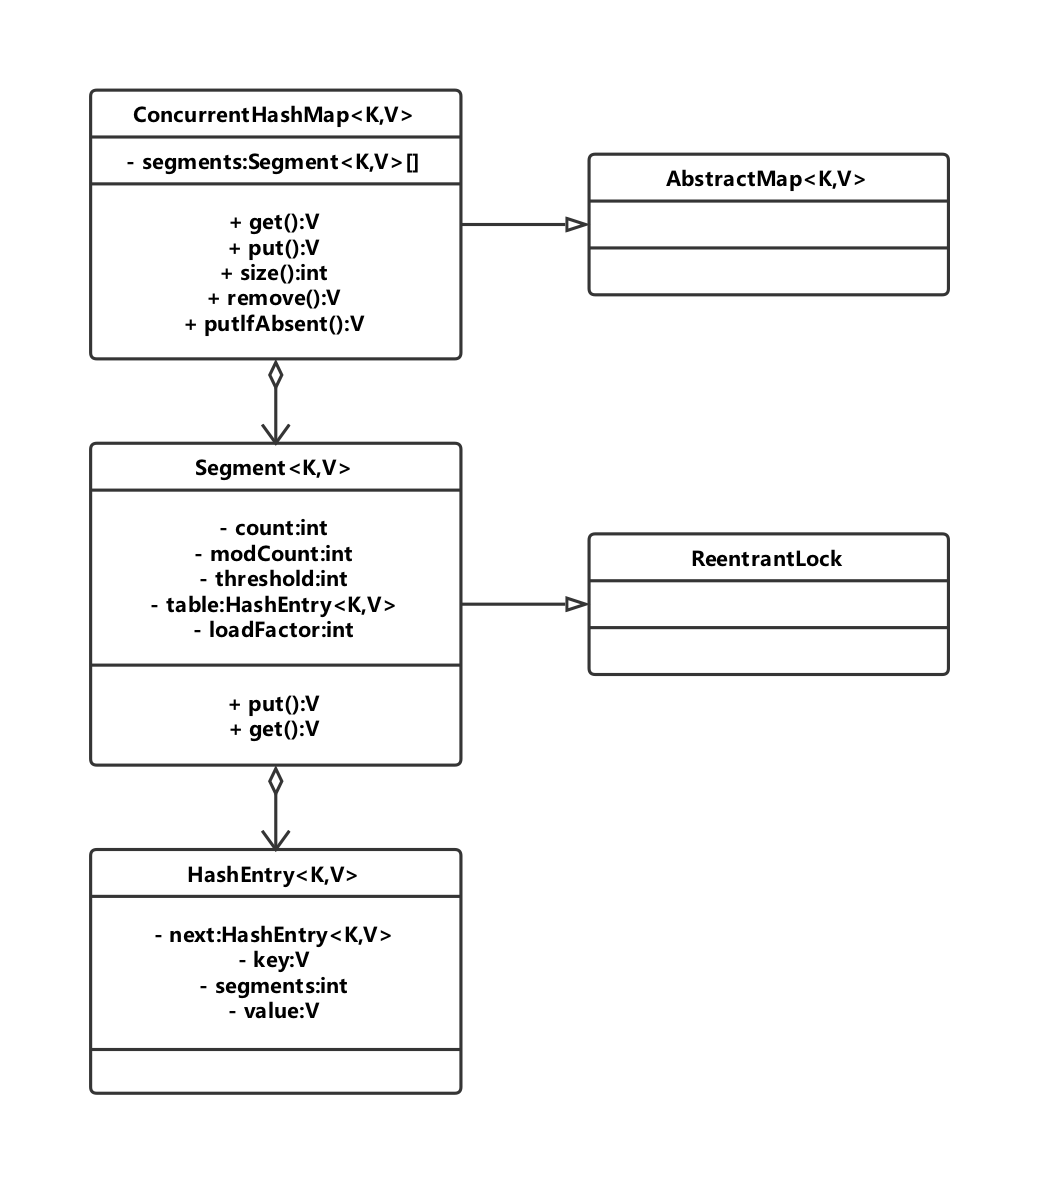 ConcurrentHashMap<K,V>
- segments:Segment<K,V>[]
+ get():V
+ put():V
+ size():int
+ remove():V
+ putIfAbsent():V
AbstractMap<K,V>
Segment<K,V>
- count:int
- modCount:int
- threshold:int
- table:HashEntry<K,V>
- loadFactor:int
+ put():V
+ get():V
ReentrantLock
HashEntry<K,V>
- next:HashEntry<K,V>
- key:V
- segments:int
- value:V